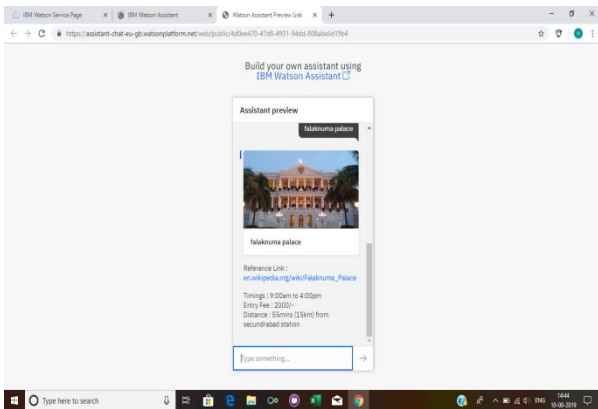 IBM Watson Service Page
IBM Watson Assistant
Watson Assistant Preview Link
https://assistant-chat-eu-gb.watsonplatform.net/web/public/4d0ea470-47d8-4931-94dd-808abe6d19b4
Build your own assistant using
IBM Watson Assistant
Assistant preview
falaknuma palace
falaknuma palace
Reference Link :
en.wikipedia.org/wiki/Falaknuma_Palace
Timings : 9:00am to 4:00pm
Entry Fee : 2000/-
Distance : 55mins (15km) from
secundrabad station
Type something...
Type here to search
ENG
1444
10-08-2019